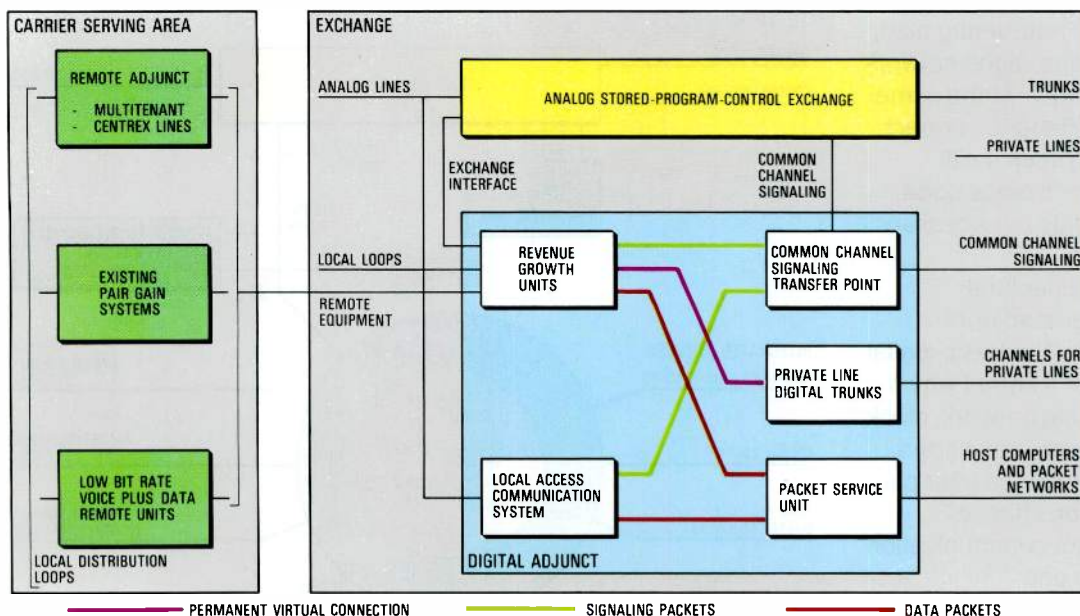 CARRIER SERVING AREA
REMOTE ADJUNCT
- MULTITENANT
- CENTREX LINES
EXISTING
PAIR GAIN
SYSTEMS
LOW BIT RATE
VOICE PLUS DATA
REMOTE UNITS
LOCAL DISTRIBUTION
LOOPS
EXCHANGE
ANALOG LINES
ANALOG STORED-PROGRAM-CONTROL EXCHANGE
TRUNKS
PRIVATE LINES
EXCHANGE
INTERFACE
COMMON
CHANNEL
SIGNALING
LOCAL LOOPS
REMOTE
EQUIPMENT
REVENUE
GROWTH
UNITS
COMMON CHANNEL
SIGNALING
TRANSFER POINT
COMMON CHANNEL
SIGNALING
PRIVATE LINE
DIGITAL TRUNKS
CHANNELS FOR
PRIVATE LINES
LOCAL ACCESS
COMMUNICATION
SYSTEM
PACKET SERVICE
UNIT
HOST COMPUTERS
AND PACKET
NETWORKS
DIGITAL ADJUNCT
PERMANENT VIRTUAL CONNECTION
SIGNALING PACKETS
DATA PACKETS